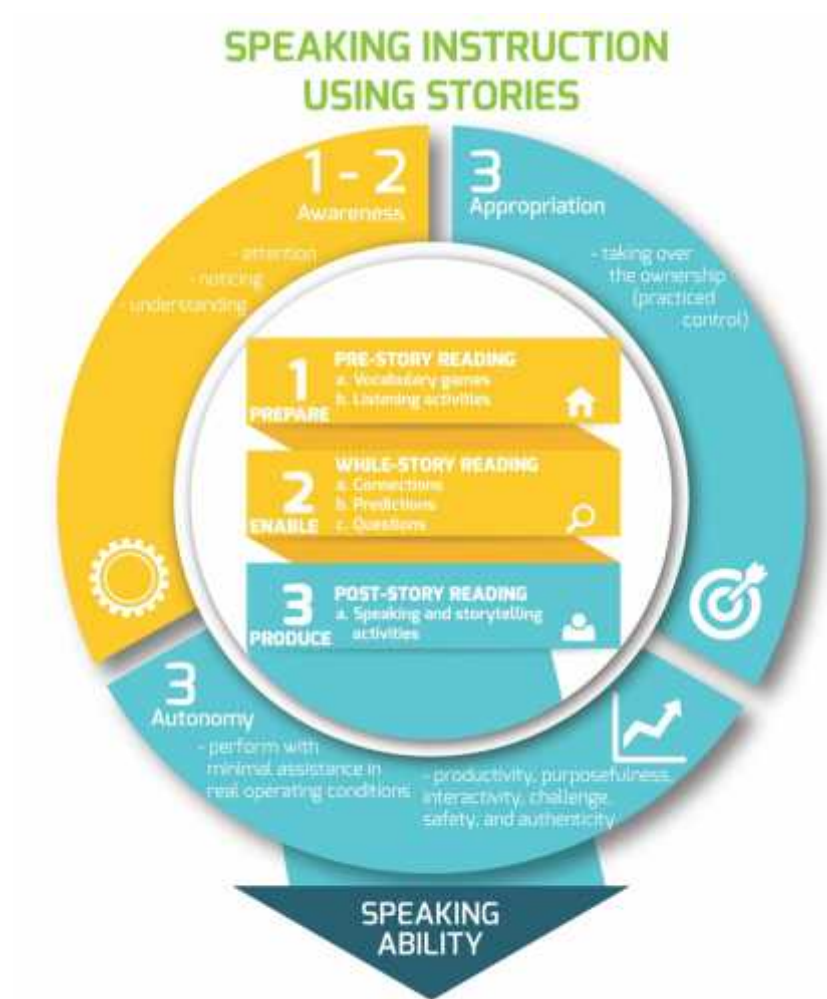 SPEAKING INSTRUCTION
USING STORIES
1 - 2
Awareness
- attention
- noticing
- understanding
3
Appropriation
- taking over
the ownership
(practiced
control)
1
PREPARE
PRE-STORY READING
a. Vocabulary games
b. Listening activities
2
ENABLE
WHILE-STORY READING
a. Connections
b. Predictions
c. Questions
3
PRODUCE
POST-STORY READING
a. Speaking and storytelling
activities
3
Autonomy
- perform with
minimal assistance in
real operating conditions
- productivity, purposefulness,
interactivity, challenge,
safety, and authenticity
SPEAKING
ABILITY